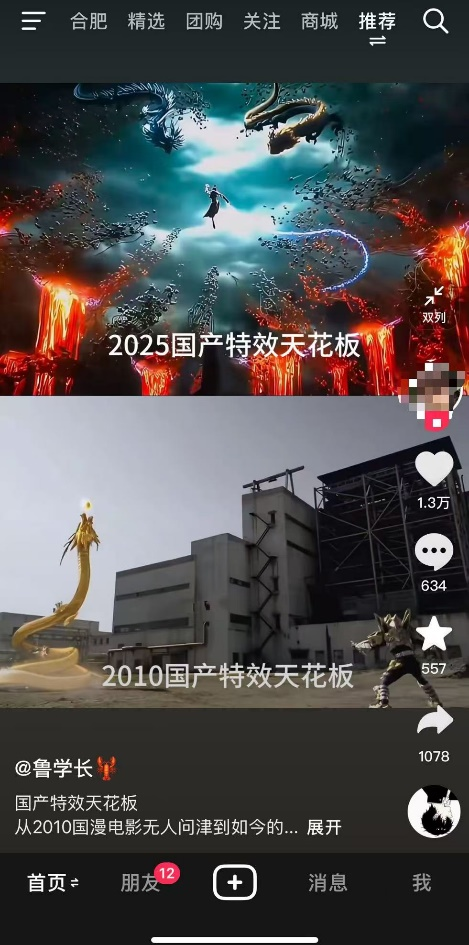 合肥 精选 团购 关注 商城 推荐
双列
2025国产特效天花板
1.3万
634
557
2010国产特效天花板
1078
@鲁学长🦞
国产特效天花板
从2010国漫电影无人问津到如今的... 展开
首页 朋友 12 消息 我